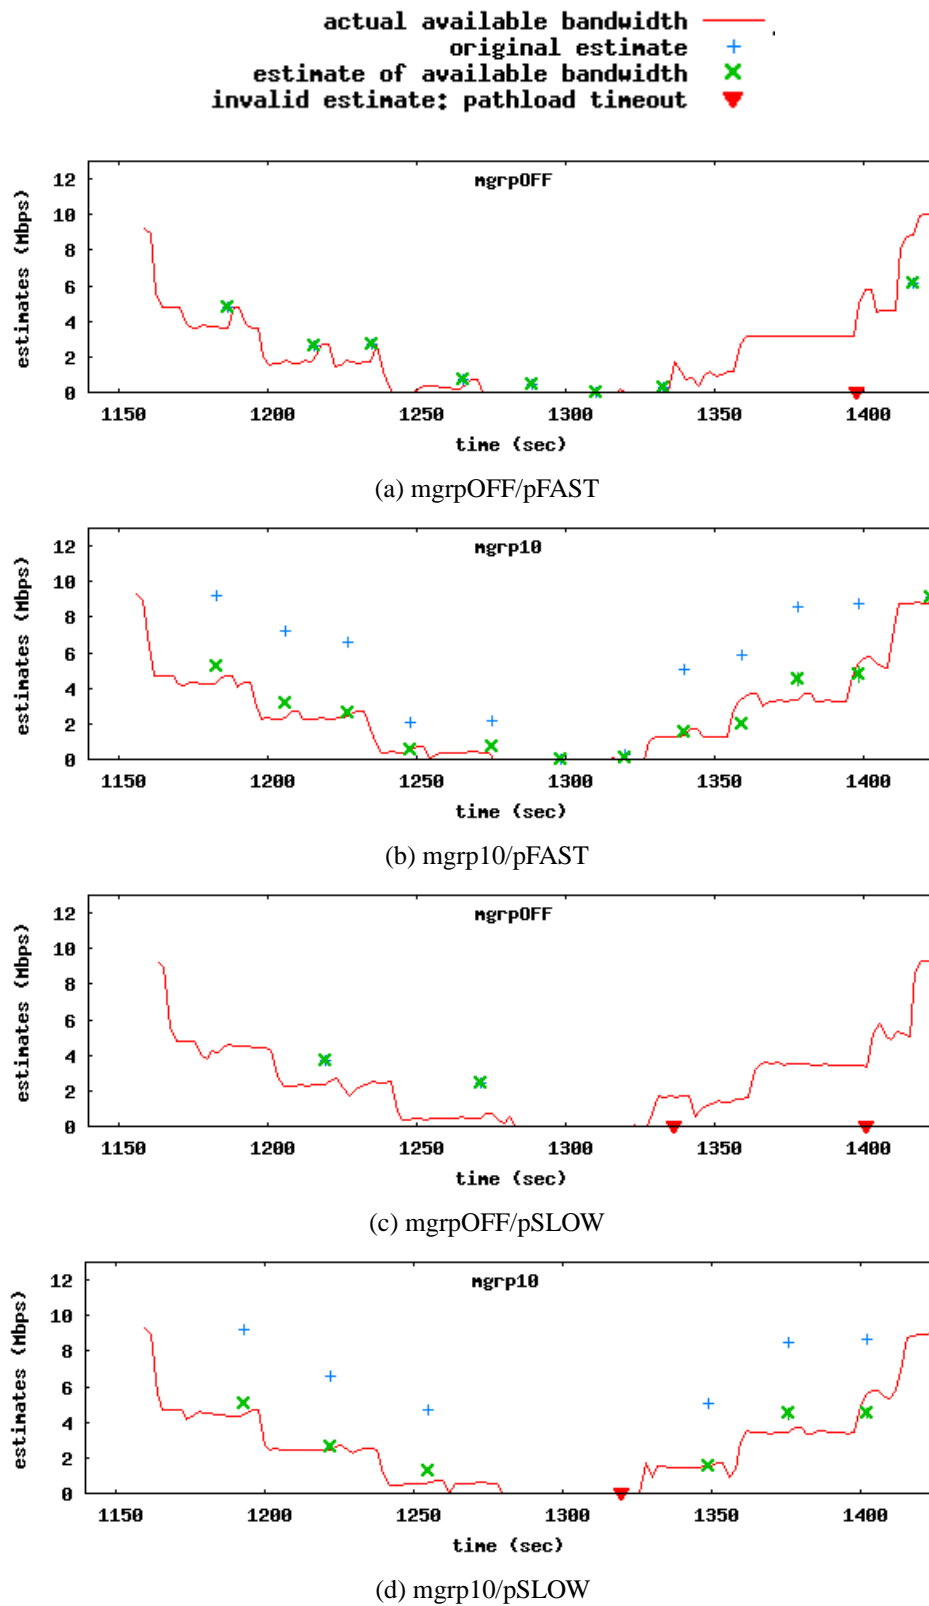 actual available bandwidth
original estimate
estimate of available bandwidth
invalid estimate: pathload timeout
mgrpOFF
estimates (Mbps)
12
10
8
6
4
2
0
1150 1200 1250 1300 1350 1400
time (sec)
(a) mgrpOFF/pFAST
mgrp10
estimates (Mbps)
12
10
8
6
4
2
0
1150 1200 1250 1300 1350 1400
time (sec)
(b) mgrp10/pFAST
mgrpOFF
estimates (Mbps)
12
10
8
6
4
2
0
1150 1200 1250 1300 1350 1400
time (sec)
(c) mgrpOFF/pSLOW
mgrp10
estimates (Mbps)
12
10
8
6
4
2
0
1150 1200 1250 1300 1350 1400
time (sec)
(d) mgrp10/pSLOW